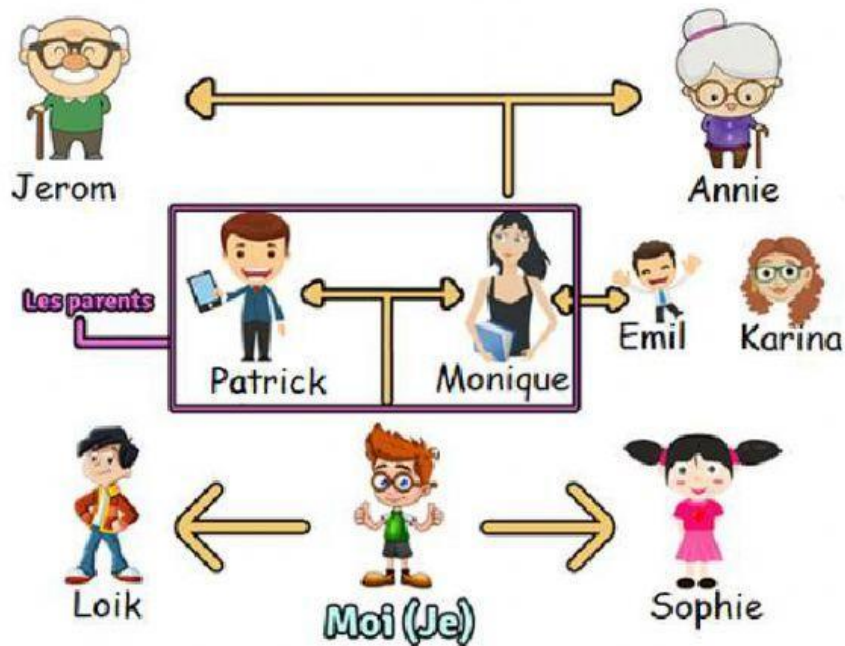 Jerom
Annie
Les parents
Patrick
Monique
Emil
Karina
Loik
Moi (Je)
Sophie